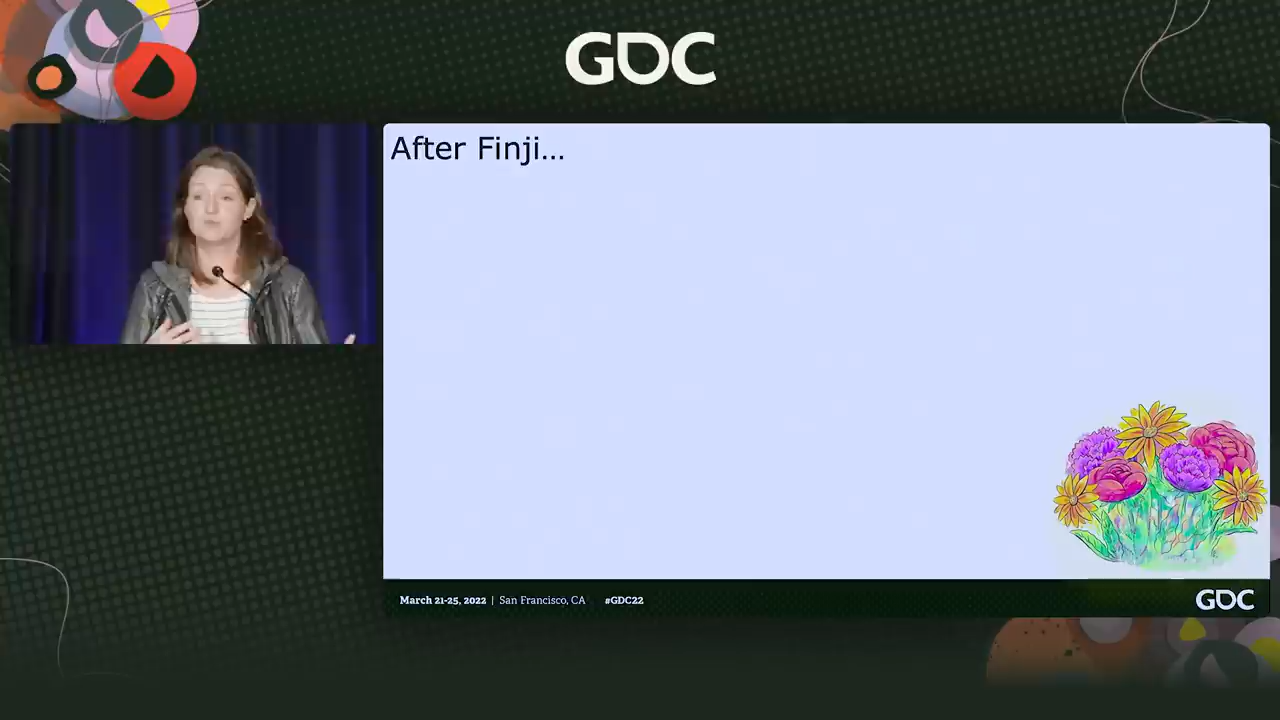 GDC
After Finji...
March 21-25, 2022 | San Francisco, CA #GDC22
GDC